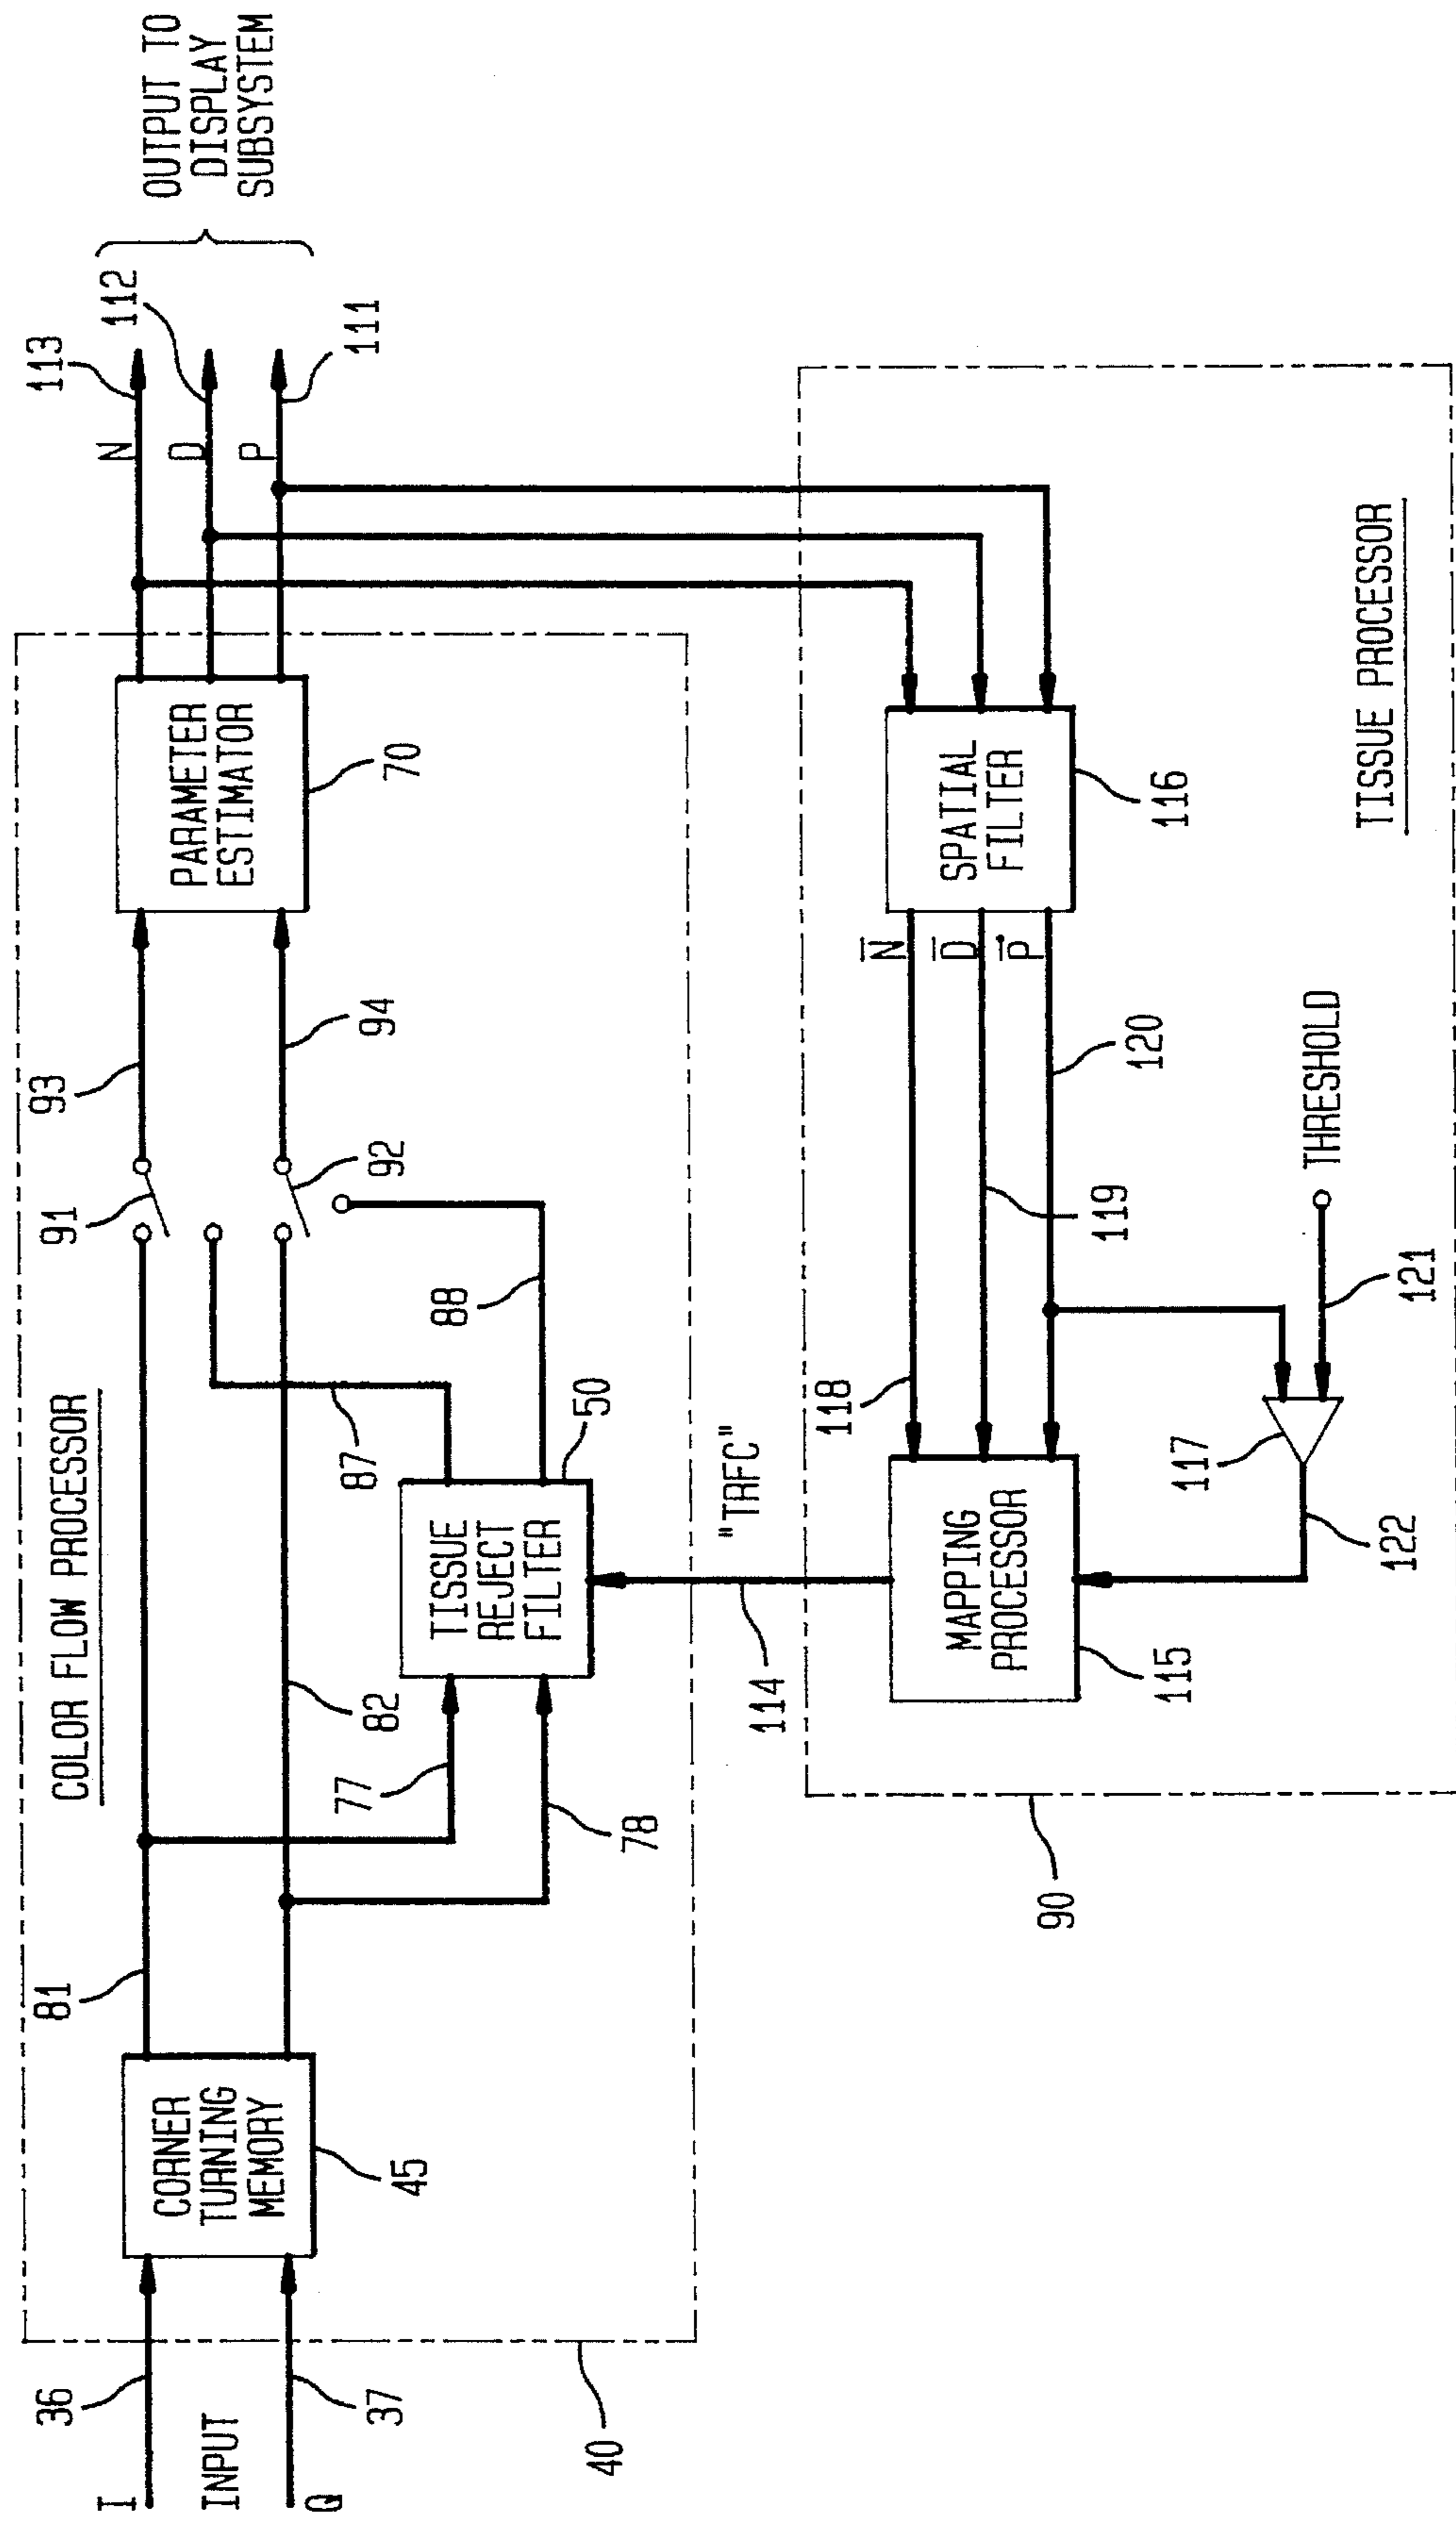 COLOR FLOW PROCESSOR
36
I
INPUT
Q
37
40
CORNER
TURNING
MEMORY
45
81
82
77
78
TISSUE
REJECT
FILTER
50
87
88
91
92
93
94
PARAMETER
ESTIMATOR
70
N
D
P
113
112
111
OUTPUT TO
DISPLAY
SUBSYSTEM
"TRFC"
114
90
MAPPING
PROCESSOR
115
118
119
120
N̅
D̅
P̅
SPATIAL
FILTER
116
117
122
121
THRESHOLD
TISSUE PROCESSOR